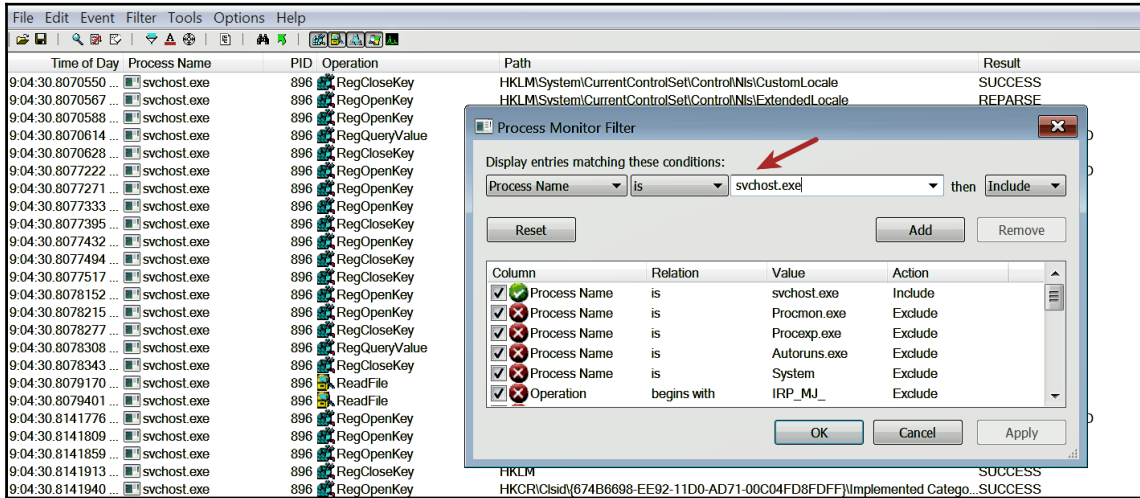 File Edit Event Filter Tools Options Help
Time of Day Process Name PID Operation Path Result
9:04:30.8070550 ... svchost.exe 896 RegCloseKey HKLM\System\CurrentControlSet\Control\Nls\CustomLocale SUCCESS
9:04:30.8070567 ... svchost.exe 896 RegOpenKey HKLM\System\CurrentControlSet\Control\Nls\ExtendedLocale REPARSE
9:04:30.8070588 ... svchost.exe 896 RegOpenKey
9:04:30.8070614 ... svchost.exe 896 RegQueryValue
9:04:30.8070628 ... svchost.exe 896 RegCloseKey
9:04:30.8077222 ... svchost.exe 896 RegOpenKey
9:04:30.8077271 ... svchost.exe 896 RegOpenKey
9:04:30.8077333 ... svchost.exe 896 RegOpenKey
9:04:30.8077395 ... svchost.exe 896 RegCloseKey
9:04:30.8077432 ... svchost.exe 896 RegOpenKey
9:04:30.8077494 ... svchost.exe 896 RegCloseKey
9:04:30.8077517 ... svchost.exe 896 RegCloseKey
9:04:30.8078152 ... svchost.exe 896 RegOpenKey
9:04:30.8078215 ... svchost.exe 896 RegOpenKey
9:04:30.8078277 ... svchost.exe 896 RegCloseKey
9:04:30.8078308 ... svchost.exe 896 RegQueryValue
9:04:30.8078343 ... svchost.exe 896 RegCloseKey
9:04:30.8079170 ... svchost.exe 896 ReadFile
9:04:30.8079401 ... svchost.exe 896 ReadFile
9:04:30.8141776 ... svchost.exe 896 RegOpenKey
9:04:30.8141809 ... svchost.exe 896 RegOpenKey
9:04:30.8141859 ... svchost.exe 896 RegOpenKey
9:04:30.8141913 ... svchost.exe 896 RegCloseKey HKLM SUCCESS
9:04:30.8141940 ... svchost.exe 896 RegOpenKey HKCR\Clsid\{674B6698-EE92-11D0-AD71-00C04FD8FDFF}\Implemented Catego...SUCCESS
Process Monitor Filter
Display entries matching these conditions:
Process Name is svchost.exe then Include
Reset Add Remove
Column Relation Value Action
Process Name is svchost.exe Include
Process Name is Procmon.exe Exclude
Process Name is Procexp.exe Exclude
Process Name is Autoruns.exe Exclude
Process Name is System Exclude
Operation begins with IRP_MJ_ Exclude
OK Cancel Apply